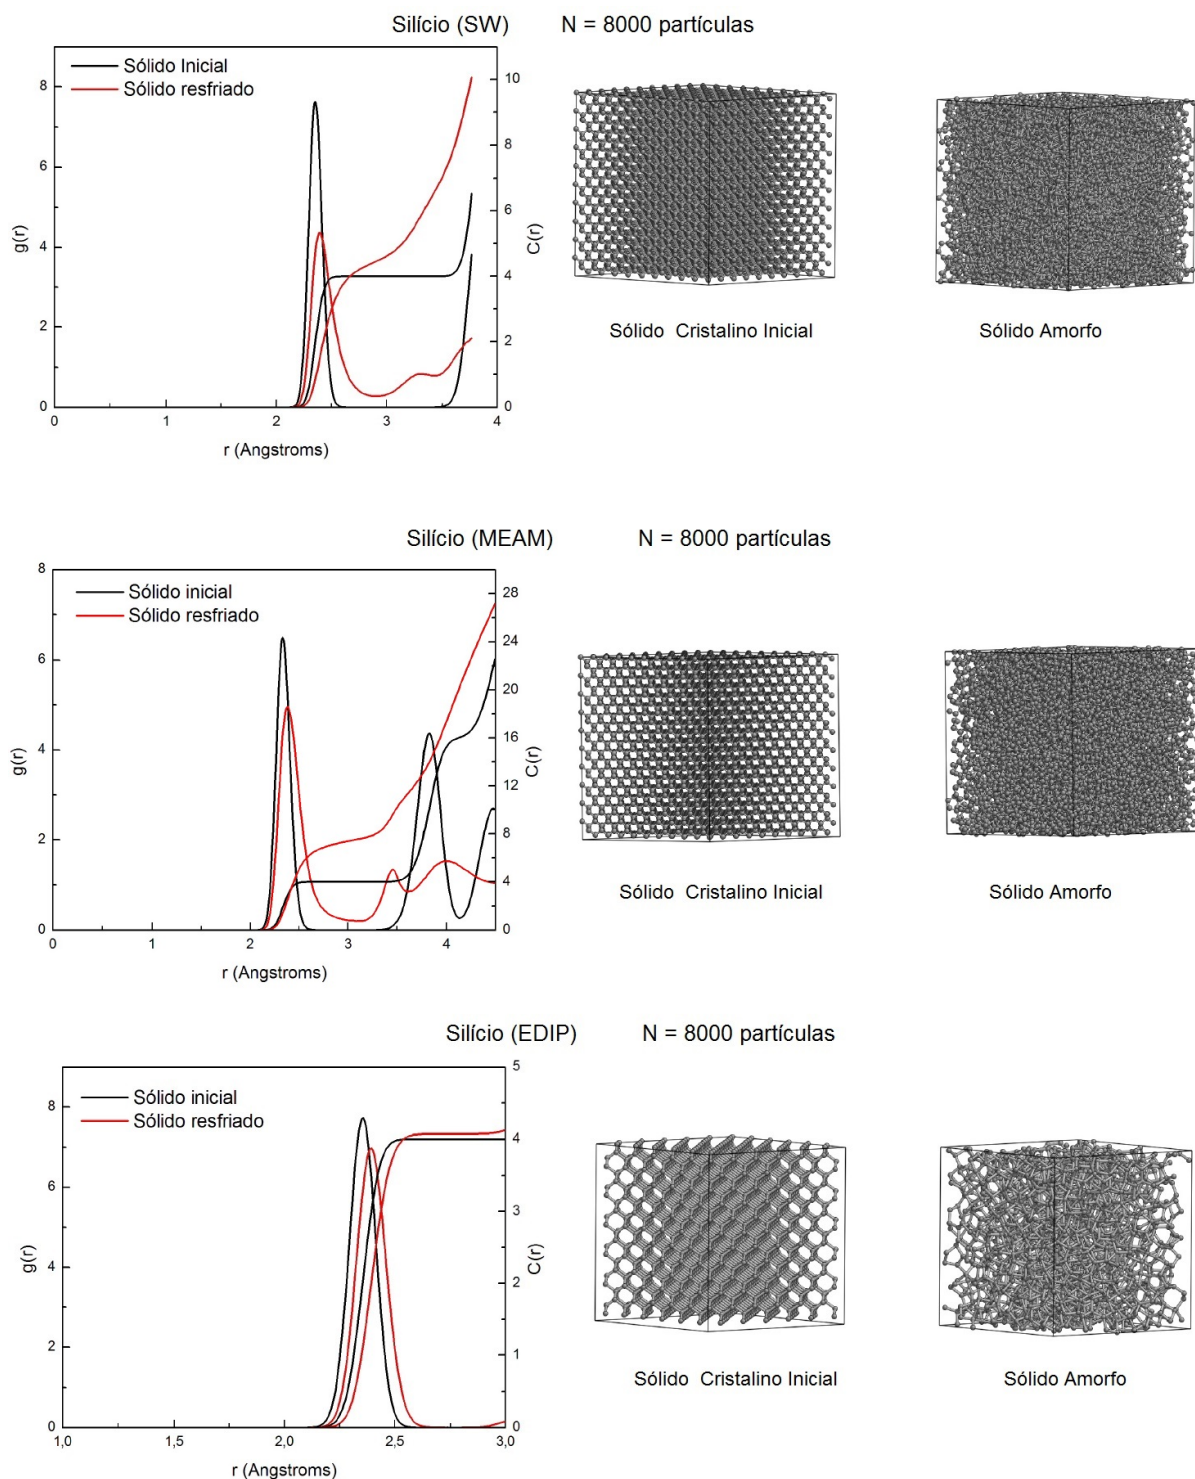 Silício (SW) N = 8000 partículas
Sólido Inicial
Sólido resfriado
g(r)
8
6
4
2
0
0 1 2 3 4
r (Angstroms)
C(r)
10
8
6
4
2
0
Sólido Cristalino Inicial
Sólido Amorfo
Silício (MEAM) N = 8000 partículas
Sólido inicial
Sólido resfriado
g(r)
8
6
4
2
0
0 1 2 3 4
r (Angstroms)
C(r)
28
24
20
16
12
8
4
0
Sólido Cristalino Inicial
Sólido Amorfo
Silício (EDIP) N = 8000 partículas
Sólido inicial
Sólido resfriado
g(r)
8
6
4
2
0
1,0 1,5 2,0 2,5 3,0
r (Angstroms)
C(r)
5
4
3
2
1
0
Sólido Cristalino Inicial
Sólido Amorfo